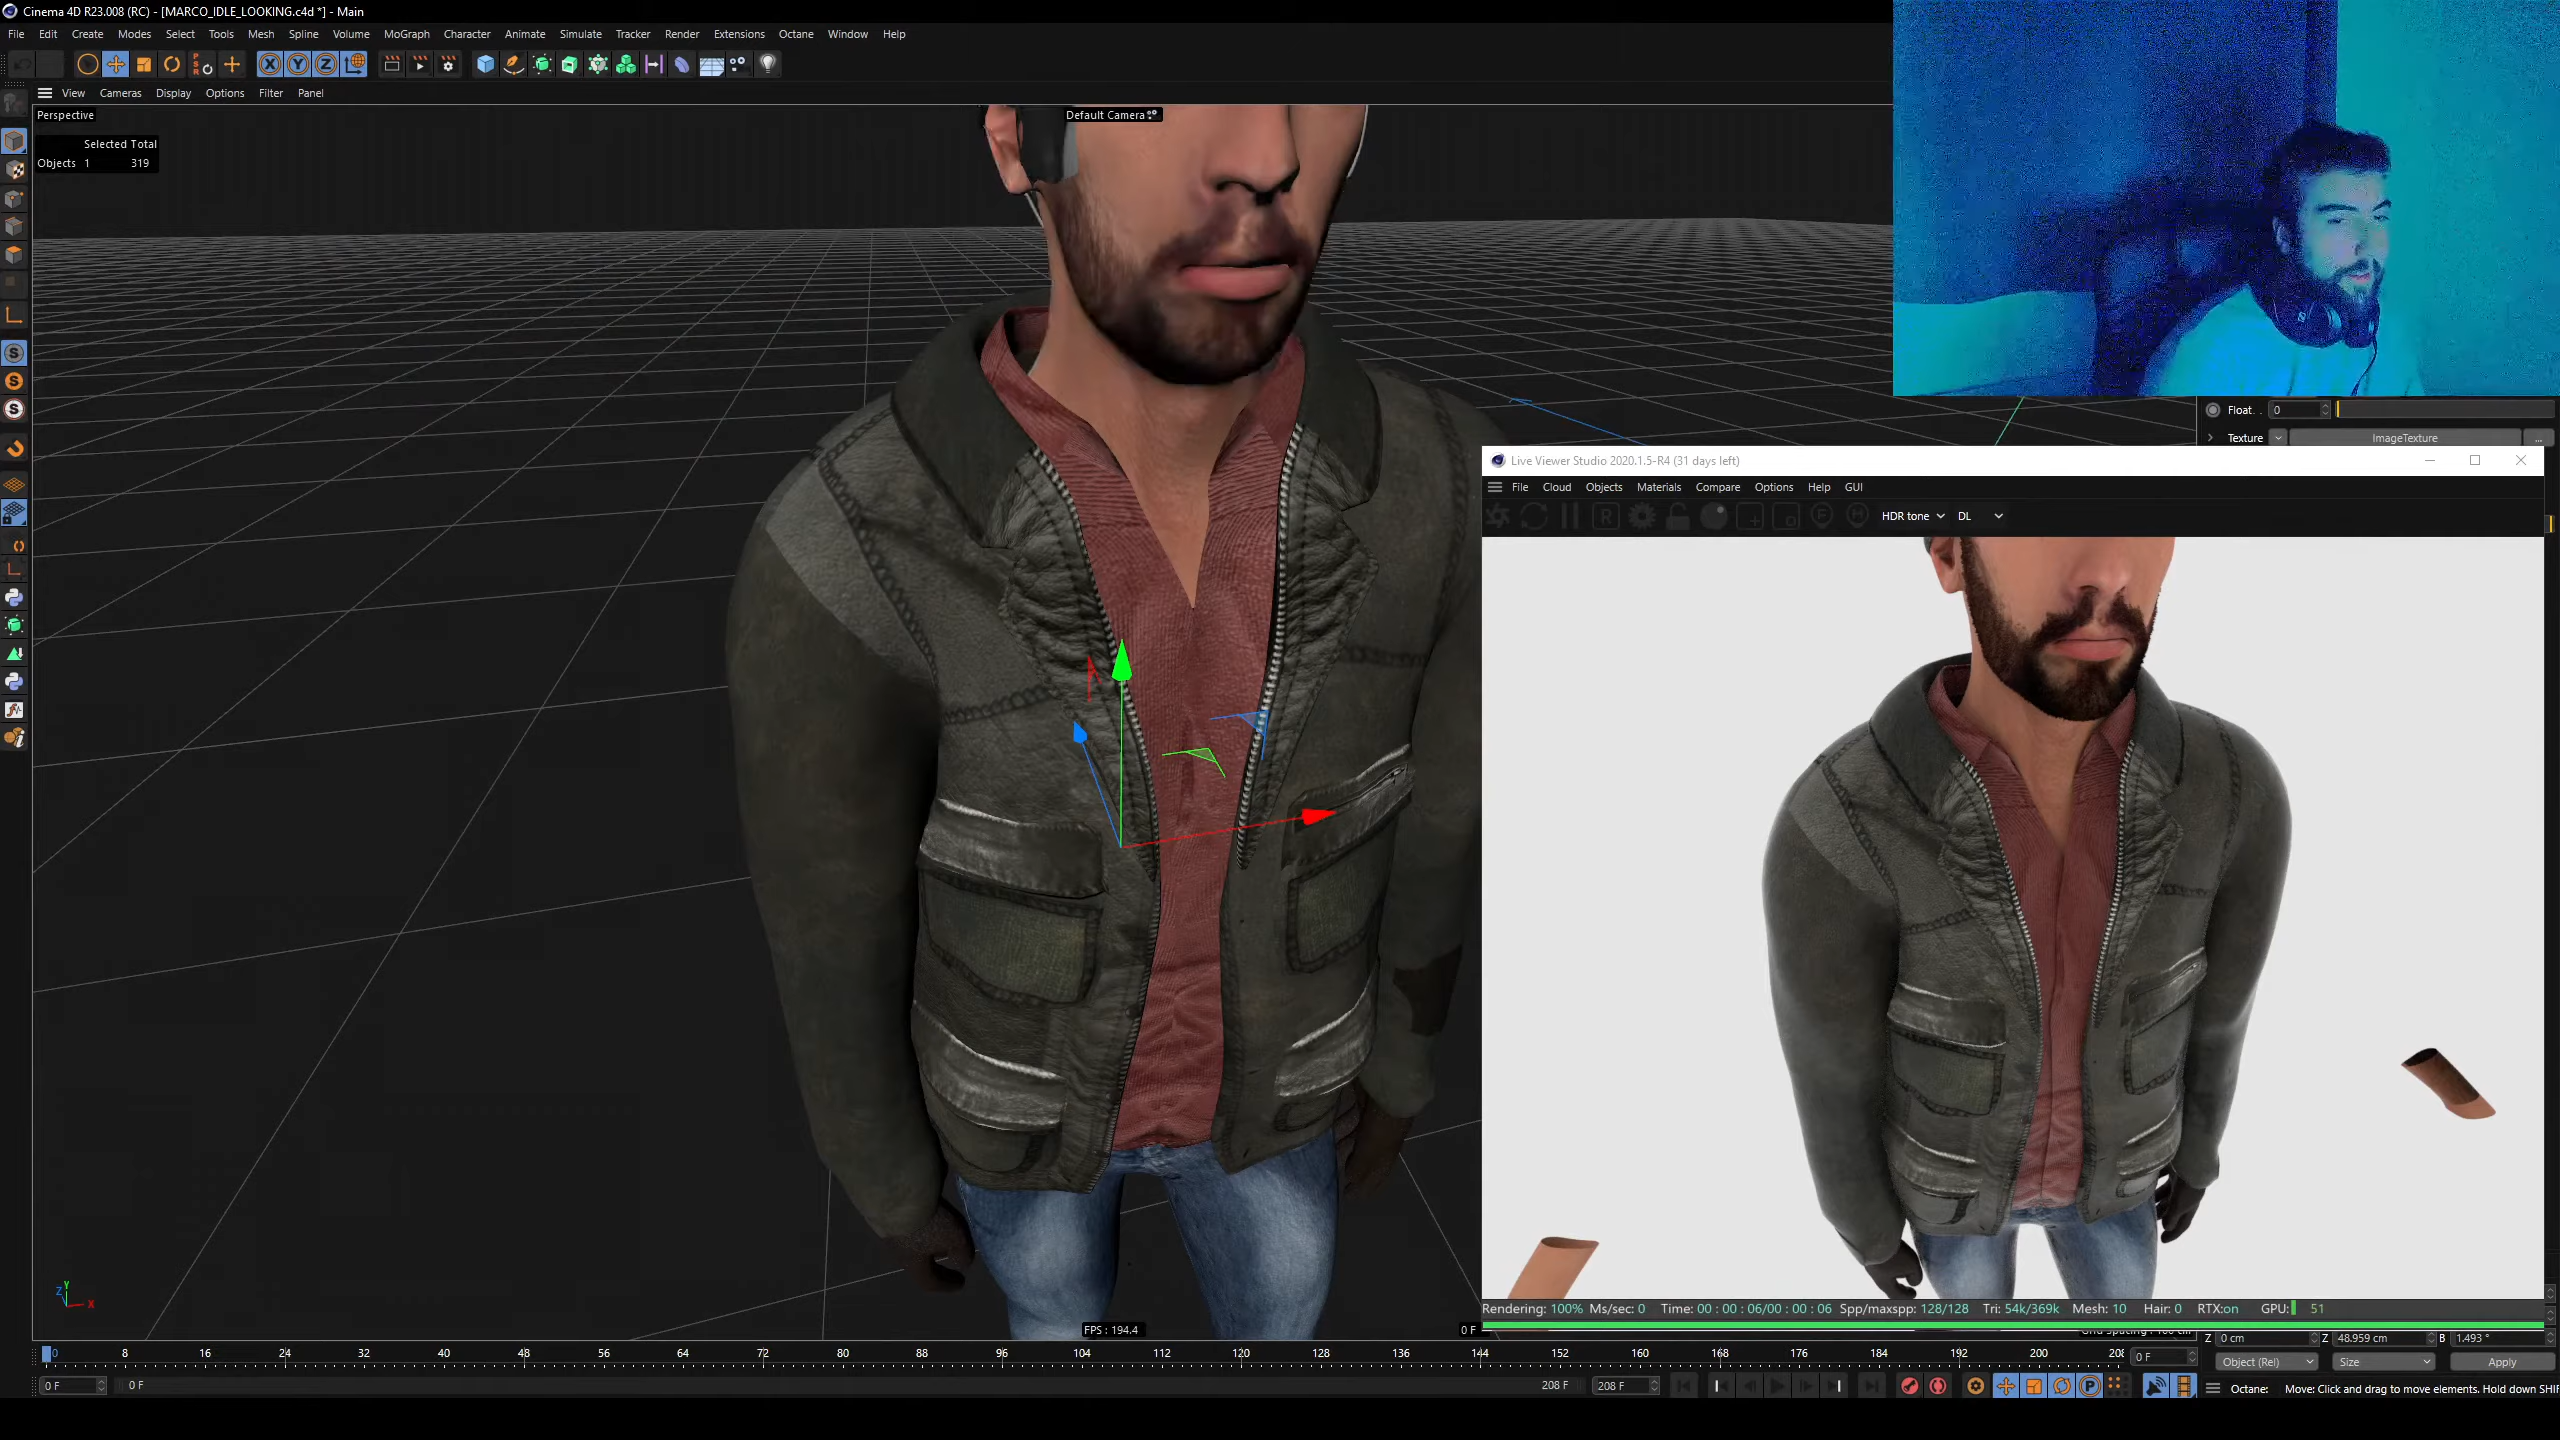 Cinema 4D R23.008 (RC) - [MARCO_IDLE_LOOKING.c4d *] - Main
File Edit Create Modes Select Tools Mesh Spline Volume MoGraph Character Animate Simulate Tracker Render Extensions Octane Window Help
View Cameras Display Options Filter Panel
Perspective
Default Camera
Selected Total
Objects 1 319
Float. . 0
Texture ImageTexture ...
Live Viewer Studio 2020.1.5-R4 (31 days left)
File Cloud Objects Materials Compare Options Help GUI
HDR tone DL
Rendering: 100% Ms/sec: 0 Time: 00 : 00 : 06/00 : 00 : 06 Spp/maxspp: 128/128 Tri: 54k/369k Mesh: 10 Hair: 0 RTX:on GPU: 51
Y
Z X
FPS : 194.4
0 F
Z 0 cm Z 48.959 cm B 1.493 °
0 8 16 24 32 40 48 56 64 72 80 88 96 104 112 120 128 136 144 152 160 168 176 184 192 200 208
0 F
Object (Rel) Size Apply
0 F 0 F 208 F 208 F
Octane: Move: Click and drag to move elements. Hold down SHIF